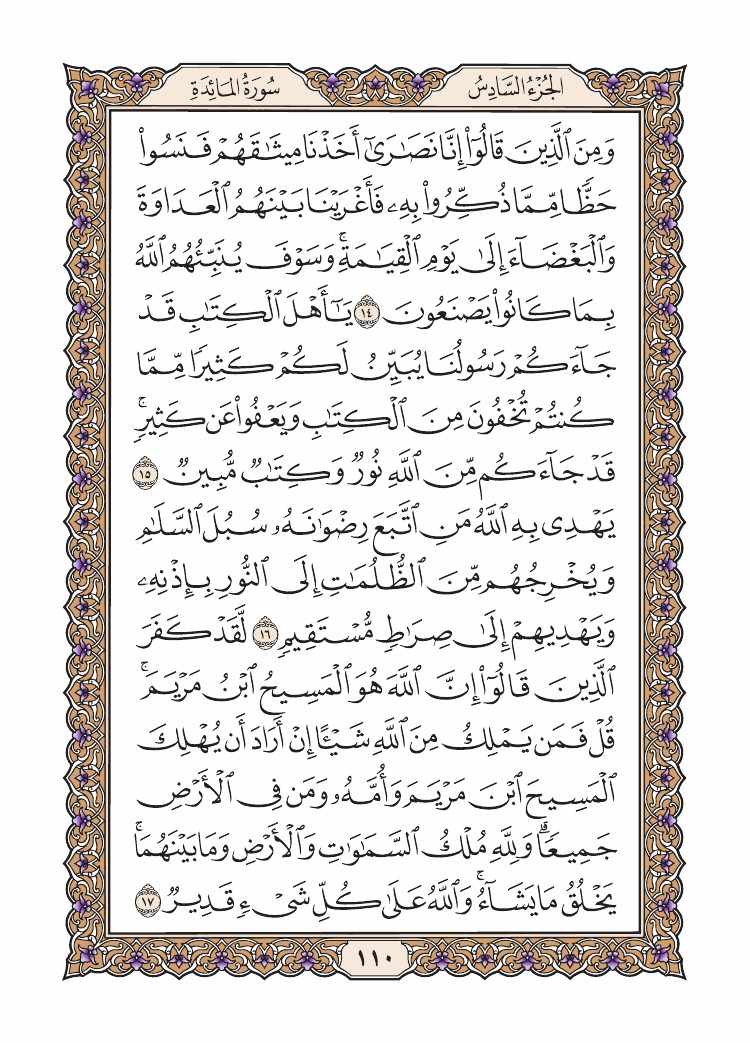 الجُزْءُ السَّادِسُ
سُورَةُ المَائِدَةِ
وَمِنَ ٱلَّذِينَ قَالُوٓا۟ إِنَّا نَصَٰرَىٰٓ أَخَذْنَا مِيثَٰقَهُمْ فَنَسُوا۟
حَظًّا مِّمَّا ذُكِّرُوا۟ بِهِۦ فَأَغْرَيْنَا بَيْنَهُمُ ٱلْعَدَاوَةَ
وَٱلْبَغْضَآءَ إِلَىٰ يَوْمِ ٱلْقِيَٰمَةِۚ وَسَوْفَ يُنَبِّئُهُمُ ٱللَّهُ
بِمَا كَانُوا۟ يَصْنَعُونَ ١٤ يَٰٓأَهْلَ ٱلْكِتَٰبِ قَدْ
جَآءَكُمْ رَسُولُنَا يُبَيِّنُ لَكُمْ كَثِيرًا مِّمَّا
كُنتُمْ تُخْفُونَ مِنَ ٱلْكِتَٰبِ وَيَعْفُوا۟ عَن كَثِيرٍۚ
قَدْ جَآءَكُم مِّنَ ٱللَّهِ نُورٌ وَكِتَٰبٌ مُّبِينٌ ١٥
يَهْدِى بِهِ ٱللَّهُ مَنِ ٱتَّبَعَ رِضْوَٰنَهُۥ سُبُلَ ٱلسَّلَٰمِ
وَيُخْرِجُهُم مِّنَ ٱلظُّلُمَٰتِ إِلَى ٱلنُّورِ بِإِذْنِهِۦ
وَيَهْدِيهِمْ إِلَىٰ صِرَٰطٍ مُّسْتَقِيمٍ ١٦ لَّقَدْ كَفَرَ
ٱلَّذِينَ قَالُوٓا۟ إِنَّ ٱللَّهَ هُوَ ٱلْمَسِيحُ ٱبْنُ مَرْيَمَۚ
قُلْ فَمَن يَمْلِكُ مِنَ ٱللَّهِ شَيْـًٔا إِنْ أَرَادَ أَن يُهْلِكَ
ٱلْمَسِيحَ ٱبْنَ مَرْيَمَ وَأُمَّهُۥ وَمَن فِى ٱلْأَرْضِ
جَمِيعًاۗ وَلِلَّهِ مُلْكُ ٱلسَّمَٰوَٰتِ وَٱلْأَرْضِ وَمَا بَيْنَهُمَاۚ
يَخْلُقُ مَا يَشَآءُۚ وَٱللَّهُ عَلَىٰ كُلِّ شَىْءٍ قَدِيرٌ ١٧
١١٠